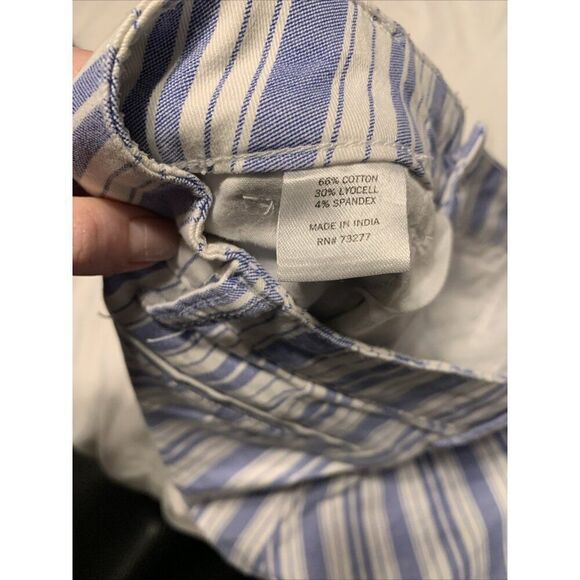 66% COTTON
30% LYOCELL
4% SPANDEX
MADE IN INDIA
RN# 73277